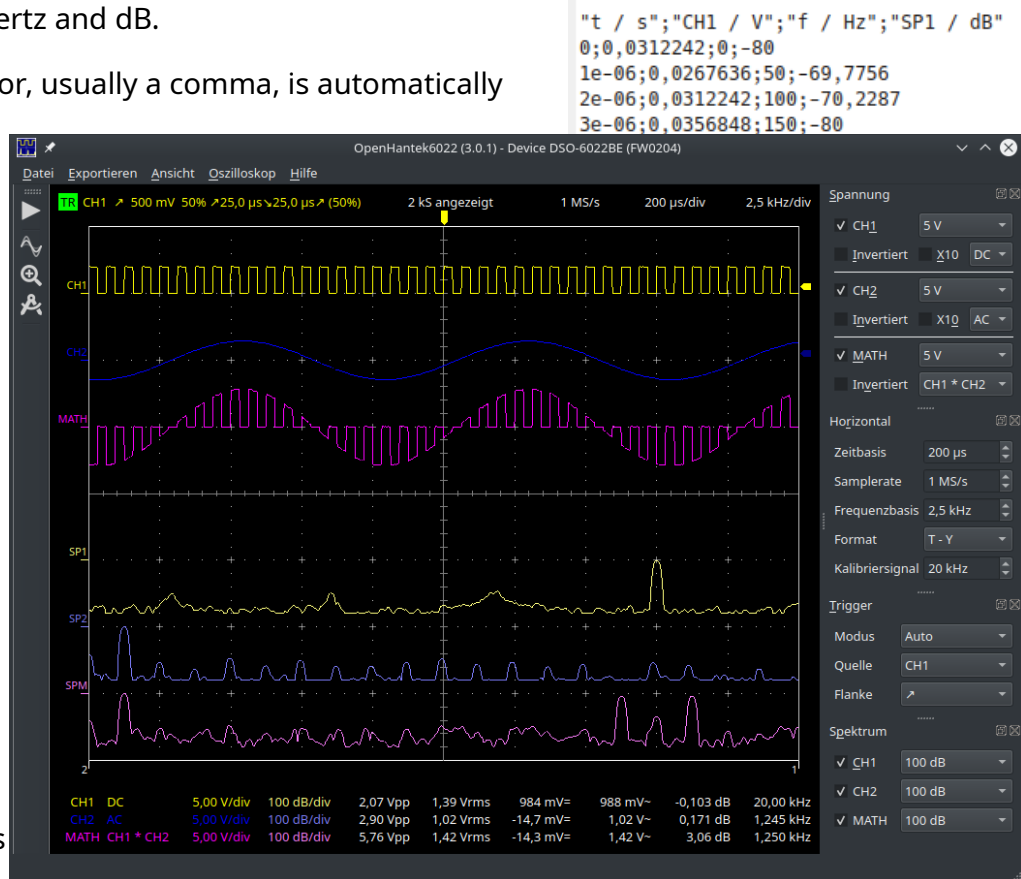 ertz and dB.
or, usually a comma, is automatically
"t / s";"CH1 / V";"f / Hz";"SP1 / dB"
0;0,0312242;0;-80
1e-06;0,0267636;50;-69,7756
2e-06;0,0312242;100;-70,2287
3e-06;0,0356848;150;-80
OpenHantek6022 (3.0.1) - Device DSO-6022BE (FW0204)
Datei Exportieren Ansicht Oszilloskop Hilfe
TR CH1 ↗ 500 mV 50% ↗25,0 µs↘25,0 µs↗ (50%) 2 kS angezeigt 1 MS/s 200 µs/div 2,5 kHz/div
CH1
CH2
MATH
SP1
SP2
SPM
2 1
CH1 DC 5,00 V/div 100 dB/div 2,07 Vpp 1,39 Vrms 984 mV= 988 mV~ -0,103 dB 20,00 kHz
CH2 AC 5,00 V/div 100 dB/div 2,90 Vpp 1,02 Vrms -14,7 mV= 1,02 V~ 0,171 dB 1,245 kHz
MATH CH1 * CH2 5,00 V/div 100 dB/div 5,76 Vpp 1,42 Vrms -14,3 mV= 1,42 V~ 3,06 dB 1,250 kHz
Spannung
CH1 5 V
Invertiert X10 DC
CH2 5 V
Invertiert X10 AC
MATH 5 V
Invertiert CH1 * CH2
Horizontal
Zeitbasis 200 µs
Samplerate 1 MS/s
Frequenzbasis 2,5 kHz
Format T - Y
Kalibriersignal 20 kHz
Trigger
Modus Auto
Quelle CH1
Flanke ↗
Spektrum
CH1 100 dB
CH2 100 dB
MATH 100 dB
s